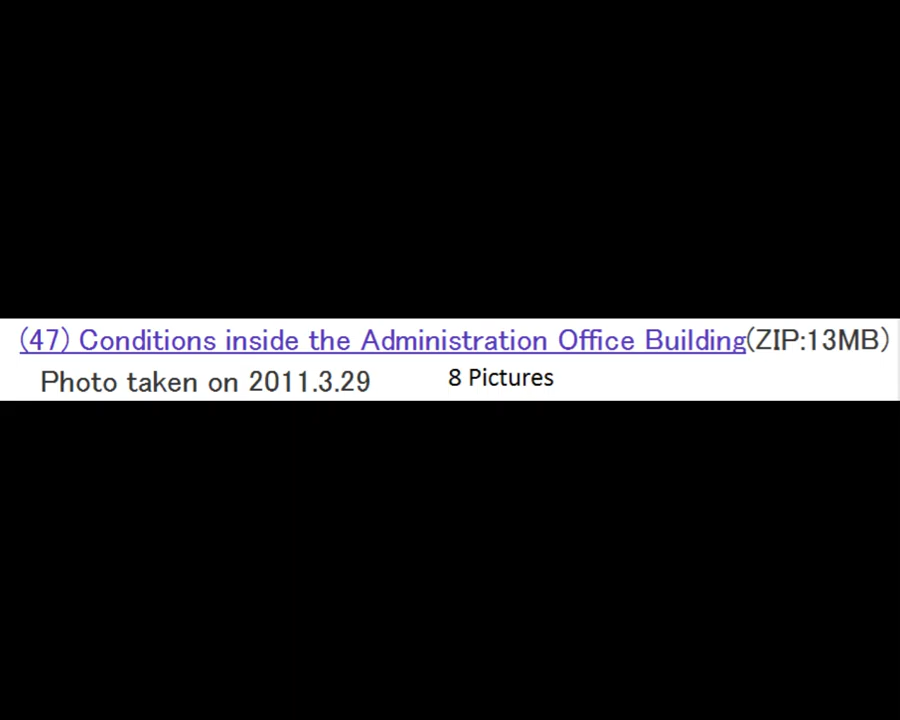 (47) Conditions inside the Administration Office Building(ZIP:13MB)
Photo taken on 2011.3.29 8 Pictures